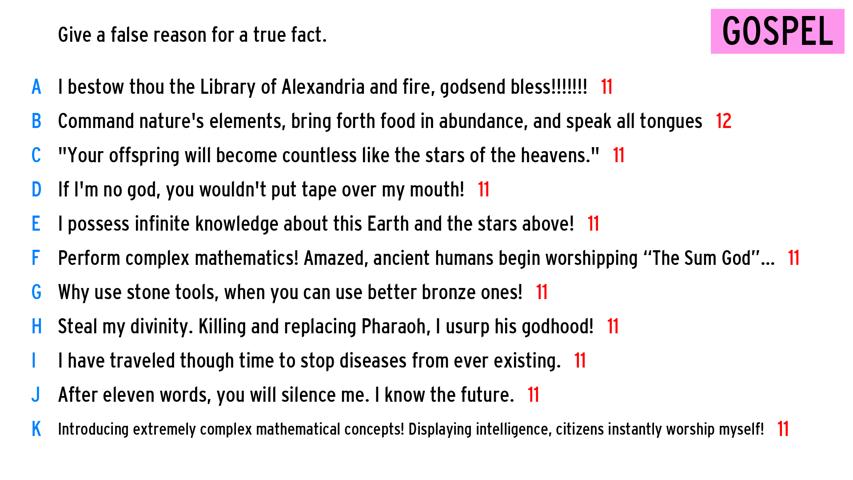 Give a false reason for a true fact.
GOSPEL
A I bestow thou the Library of Alexandria and fire, godsend bless!!!!!!! 11
B Command nature's elements, bring forth food in abundance, and speak all tongues 12
C "Your offspring will become countless like the stars of the heavens." 11
D If I'm no god, you wouldn't put tape over my mouth! 11
E I possess infinite knowledge about this Earth and the stars above! 11
F Perform complex mathematics! Amazed, ancient humans begin worshipping “The Sum God”... 11
G Why use stone tools, when you can use better bronze ones! 11
H Steal my divinity. Killing and replacing Pharaoh, I usurp his godhood! 11
I I have traveled though time to stop diseases from ever existing. 11
J After eleven words, you will silence me. I know the future. 11
K Introducing extremely complex mathematical concepts! Displaying intelligence, citizens instantly worship myself! 11